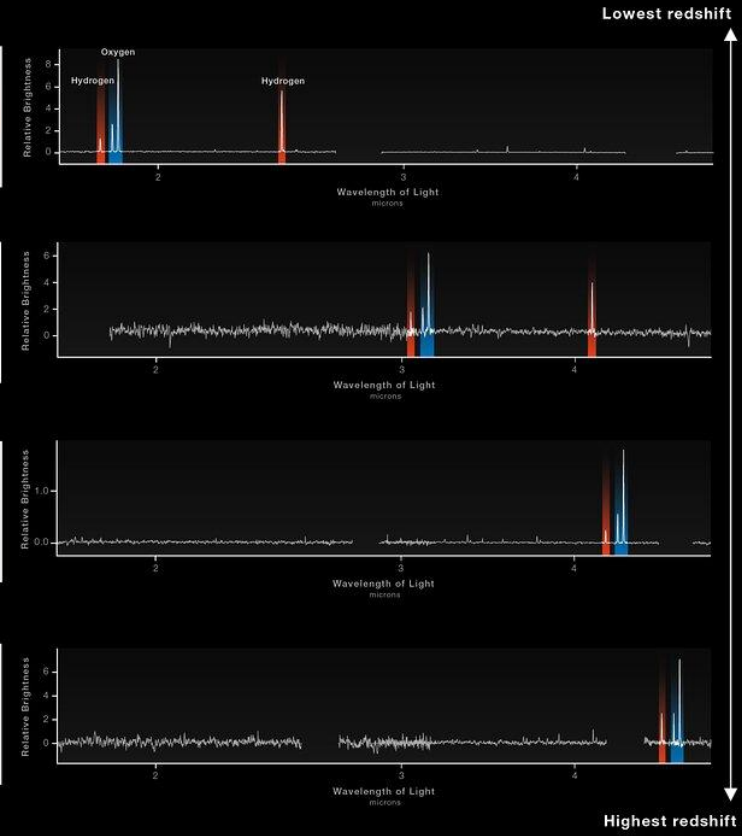 Lowest redshift
Oxygen
Hydrogen
Hydrogen
Relative Brightness
8
6
4
2
0
2 3 4
Wavelength of Light
microns
Relative Brightness
6
4
2
0
2 3 4
Wavelength of Light
microns
Relative Brightness
1.0
0.0
2 3 4
Wavelength of Light
microns
Relative Brightness
6
4
2
0
2 3 4
Wavelength of Light
microns
Highest redshift